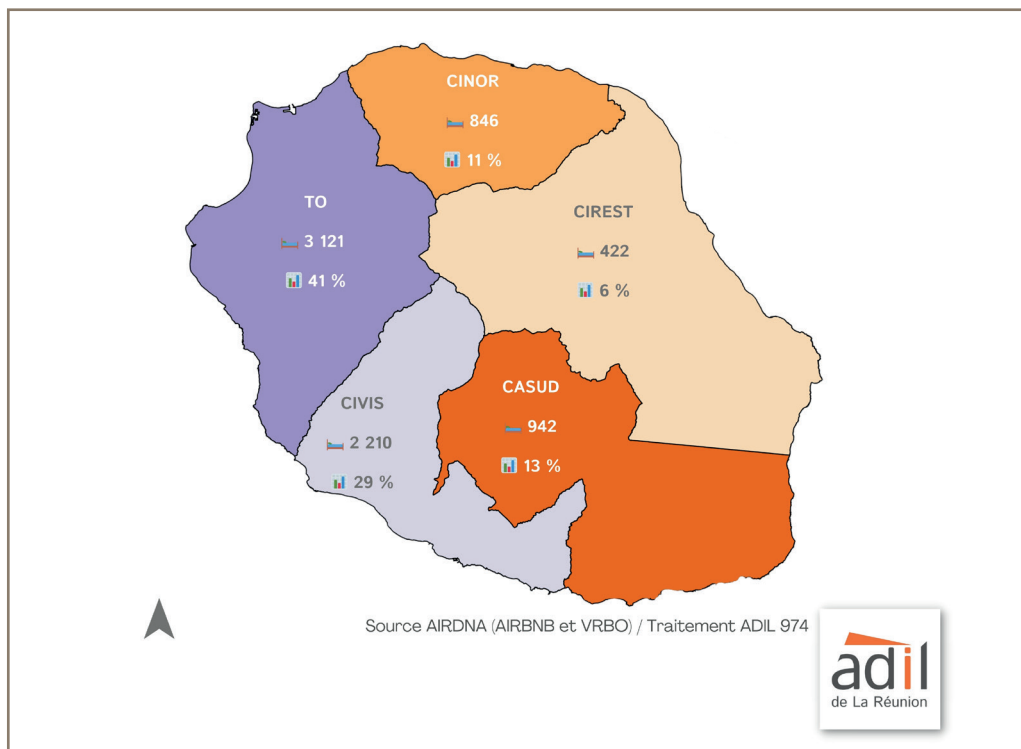 CINOR
846
11 %
TO
3 121
41 %
CIREST
422
6 %
CIVIS
2 210
29 %
CASUD
942
13 %
Source AIRDNA (AIRBNB et VRBO) / Traitement ADIL 974
adil
de La Réunion